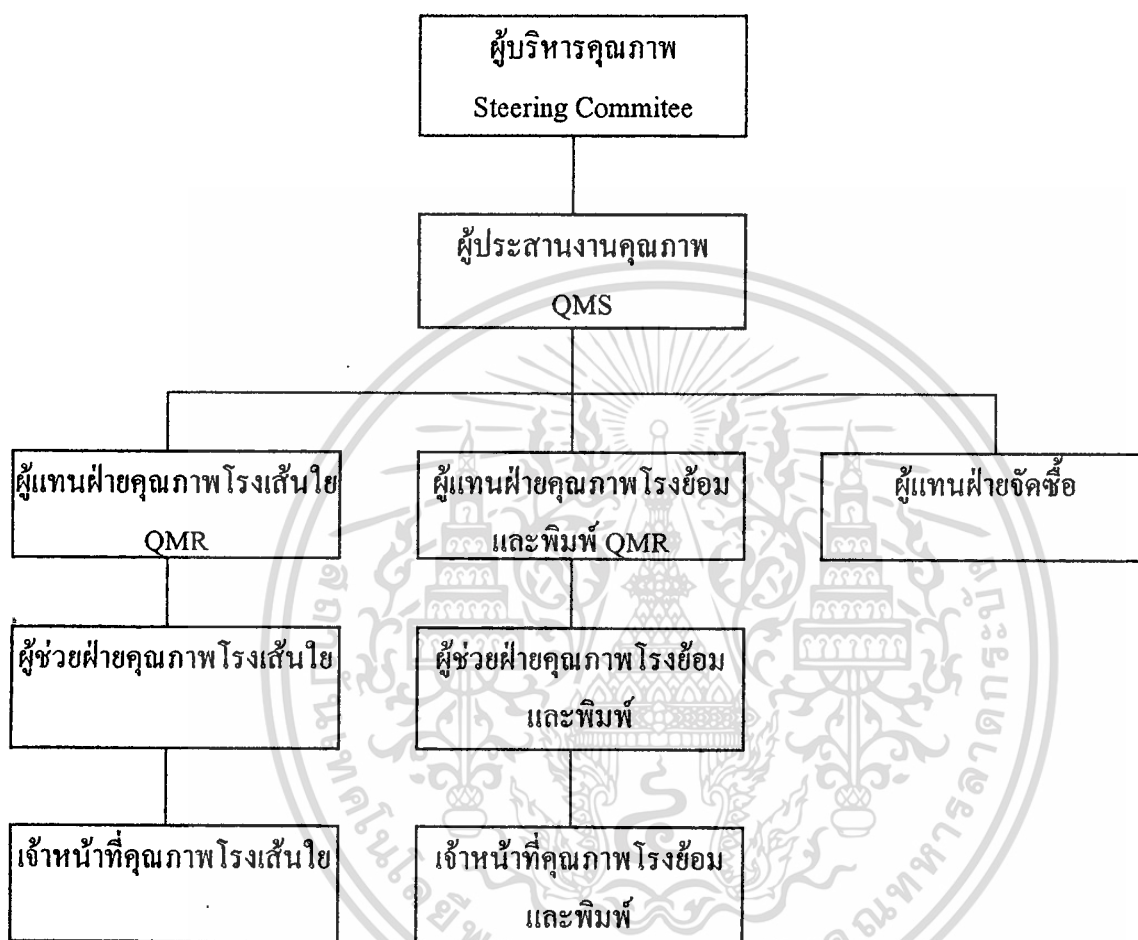 ผู้บริหารคุณภาพ
Steering Commitee
ผู้ประสานงานคุณภาพ
QMS
ผู้แทนฝ่ายคุณภาพโรงเส้นใย
QMR
ผู้แทนฝ่ายคุณภาพโรงย้อม
และพิมพ์ QMR
ผู้แทนฝ่ายจัดซื้อ
ผู้ช่วยฝ่ายคุณภาพโรงเส้นใย
ผู้ช่วยฝ่ายคุณภาพโรงย้อม
และพิมพ์
เจ้าหน้าที่คุณภาพโรงเส้นใย
เจ้าหน้าที่คุณภาพโรงย้อม
และพิมพ์